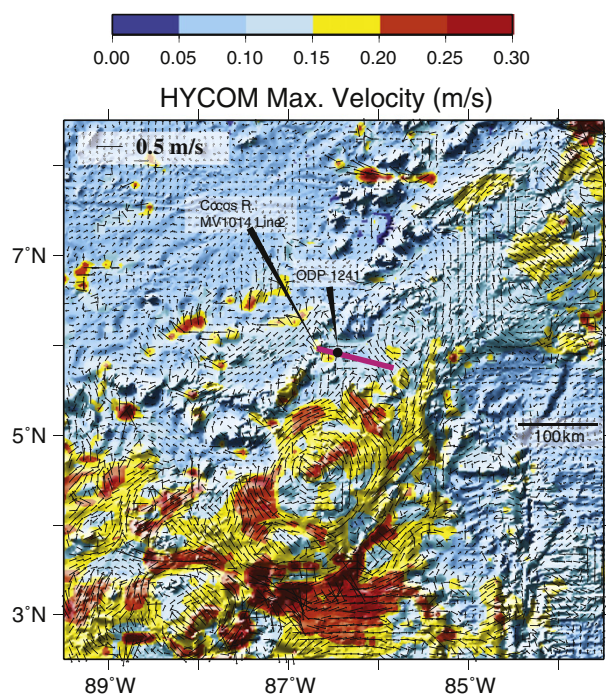 0.00 0.05 0.10 0.15 0.20 0.25 0.30
HYCOM Max. Velocity (m/s)
0.5 m/s
Cocos R.
MV1014 Line2
ODP 1241
7°N
5°N
100km
3°N
89°W 87°W 85°W